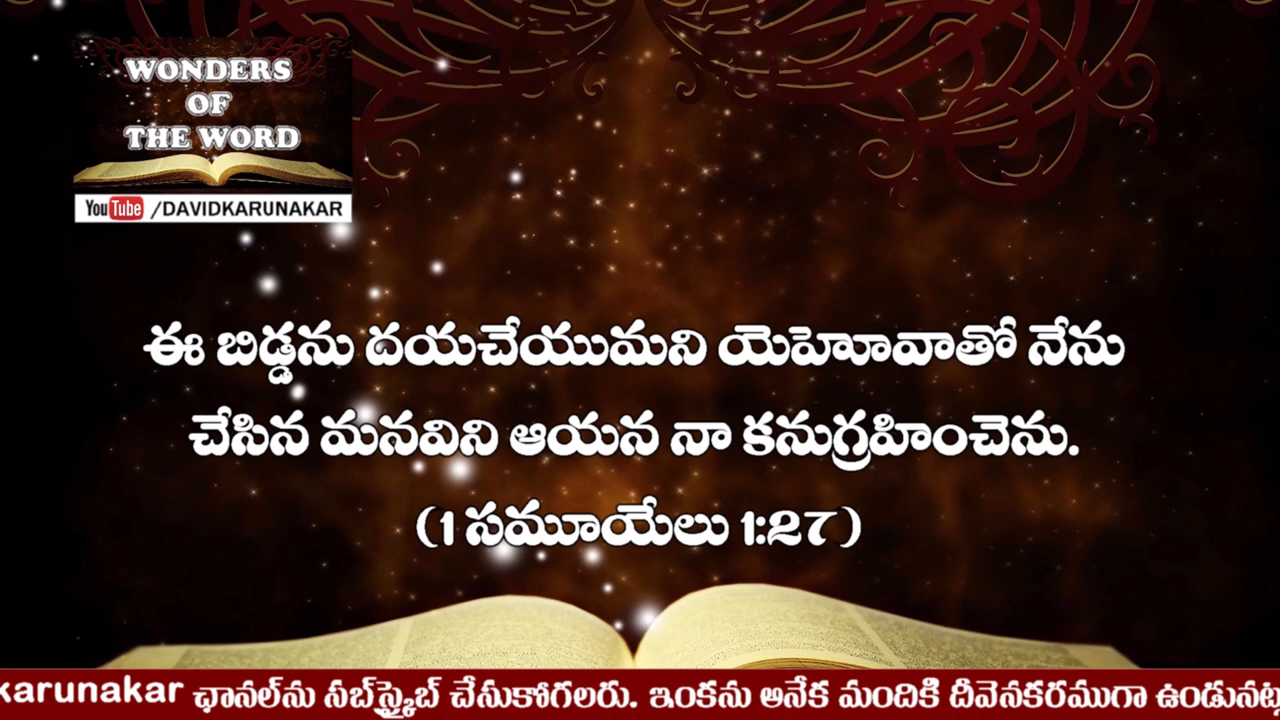 WONDERS
OF
THE WORD
YouTube /DAVIDKARUNAKAR
ఈ బిడ్డను దయచేయుమని యెహోవాతో నేను
చేసిన మనవిని ఆయన నా కనుగ్రహించెను.
(1 సమూయేలు 1:27)
karunakar ఛానల్‌ను సబ్‌స్క్రైబ్ చేసుకోగలరు. ఇంకను అనేక మందికి దీవెనకరముగా